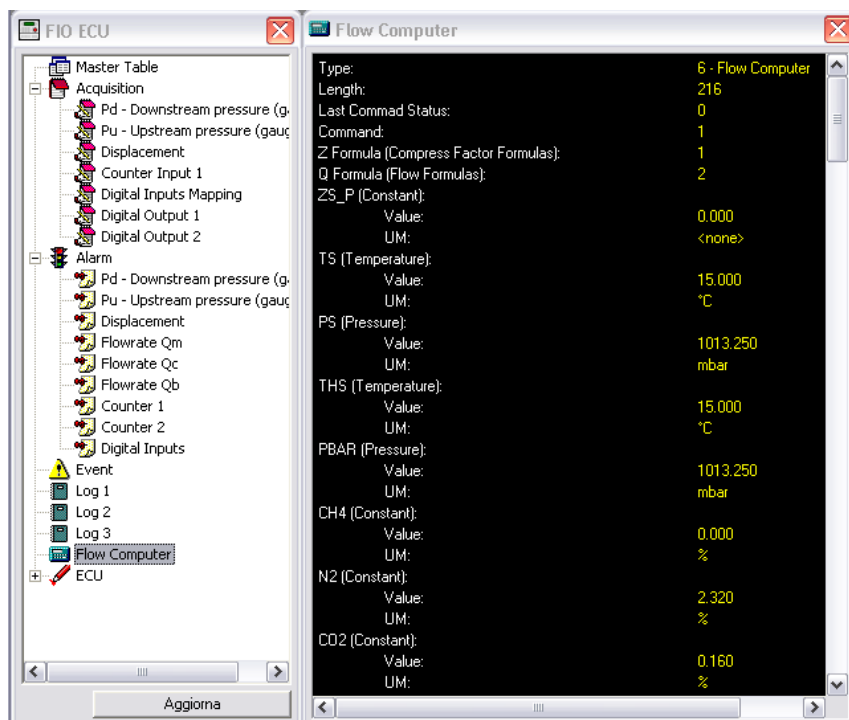 FIO ECU
Master Table
Acquisition
Pd - Downstream pressure (g
Pu - Upstream pressure (gaug
Displacement
Counter Input 1
Digital Inputs Mapping
Digital Output 1
Digital Output 2
Alarm
Pd - Downstream pressure (g
Pu - Upstream pressure (gaug
Displacement
Flowrate Qm
Flowrate Qc
Flowrate Qb
Counter 1
Counter 2
Digital Inputs
Event
Log 1
Log 2
Log 3
Flow Computer
ECU
Aggiorna
Flow Computer
Type: 6 - Flow Computer
Length: 216
Last Commad Status: 0
Command: 1
Z Formula (Compress Factor Formulas): 1
Q Formula (Flow Formulas): 2
ZS_P (Constant):
Value: 0.000
UM: <none>
TS (Temperature):
Value: 15.000
UM: °C
PS (Pressure):
Value: 1013.250
UM: mbar
THS (Temperature):
Value: 15.000
UM: °C
PBAR (Pressure):
Value: 1013.250
UM: mbar
CH4 (Constant):
Value: 0.000
UM: %
N2 (Constant):
Value: 2.320
UM: %
CO2 (Constant):
Value: 0.160
UM: %